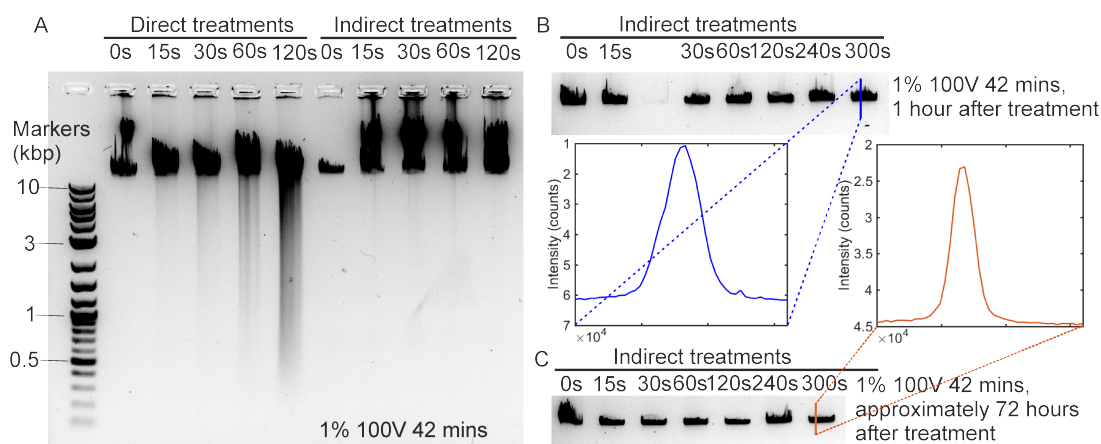 A
Direct treatments
Indirect treatments
0s 15s 30s 60s 120s 0s 15s 30s 60s 120s
Markers
(kbp)
10
3
1
0.5
1% 100V 42 mins
B
Indirect treatments
0s 15s 30s 60s 120s 240s 300s
1% 100V 42 mins,
1 hour after treatment
Intensity (counts)
1
2
3
4
5
6
7
×10⁴
Intensity (counts)
2
2.5
3
3.5
4
4.5
×10⁴
C
Indirect treatments
0s 15s 30s 60s 120s 240s 300s
1% 100V 42 mins,
approximately 72 hours
after treatment